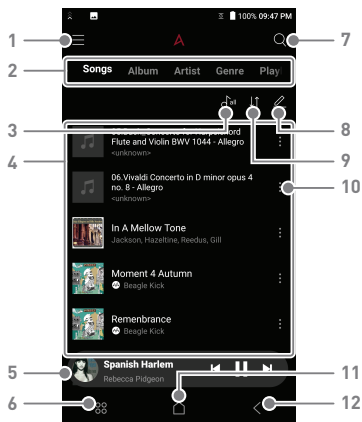 100% 09:47 PM
1
7
2
Songs Album Artist Genre Play
all
3
9
8
4
Flute and Violin BWV 1044 - Allegro
<unknown>
06.Vivaldi Concerto in D minor opus 4
no. 8 - Allegro
<unknown>
10
In A Mellow Tone
Jackson, Hazeltine, Reedus, Gill
Moment 4 Autumn
Beagle Kick
Remenbrance
Beagle Kick
5
Spanish Harlem
Rebecca Pidgeon
11
6
12